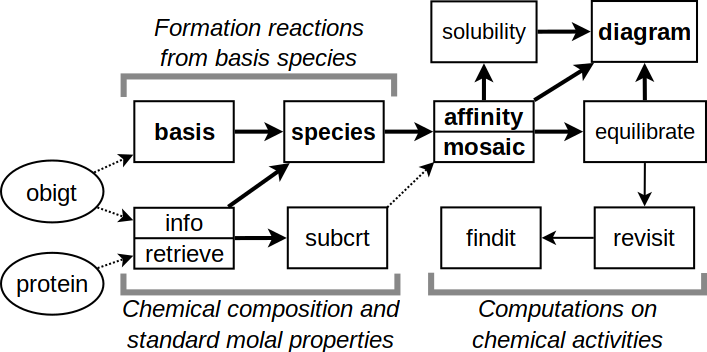 Formation reactions
from basis species
solubility
diagram
basis
species
affinity
mosaic
equilibrate
obigt
info
retrieve
subcrt
findit
revisit
protein
Chemical composition and
standard molal properties
Computations on
chemical activities